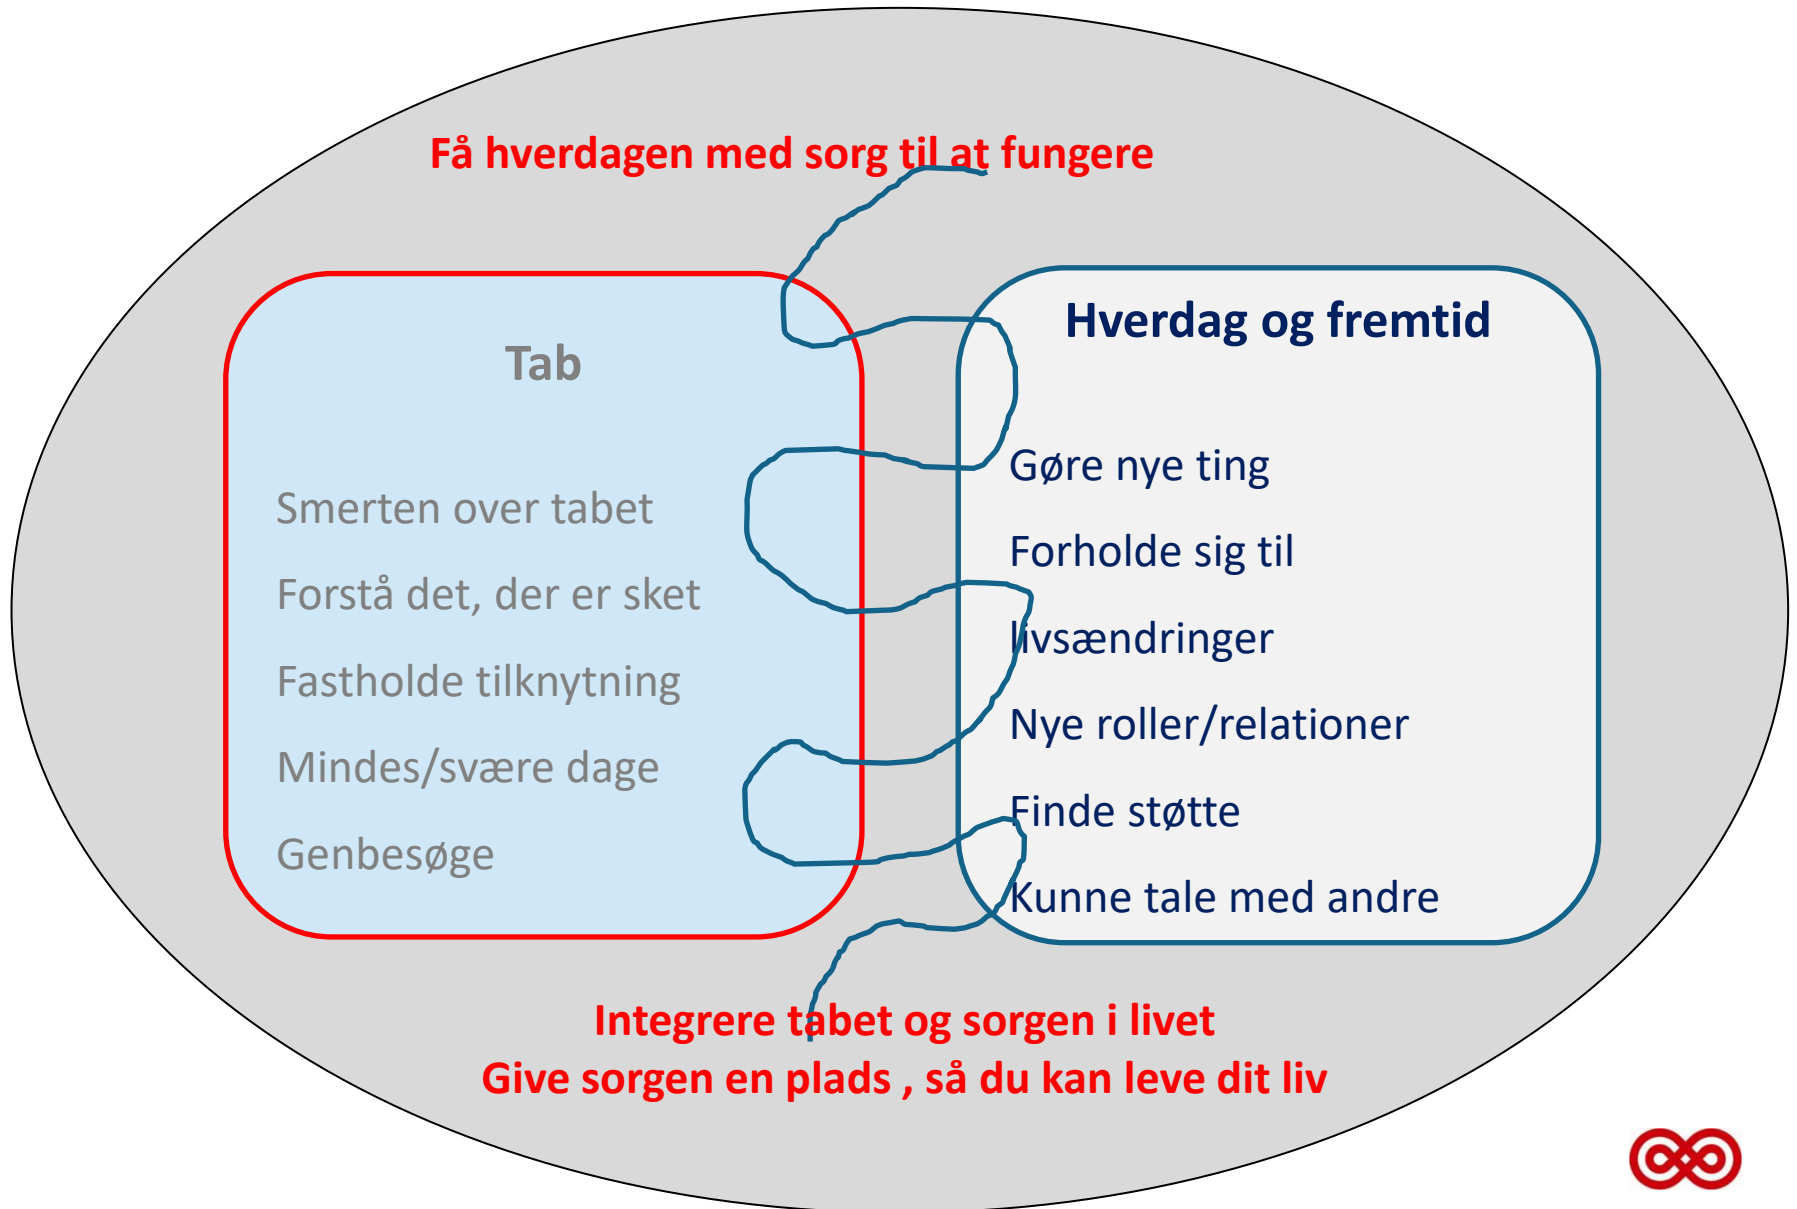 Få hverdagen med sorg til at fungere
Tab
Smerten over tabet
Forstå det, der er sket
Fastholde tilknytning
Mindes/svære dage
Genbesøge
Hverdag og fremtid
Gøre nye ting
Forholde sig til
livsændringer
Nye roller/relationer
Finde støtte
Kunne tale med andre
Integrere tabet og sorgen i livet
Give sorgen en plads , så du kan leve dit liv